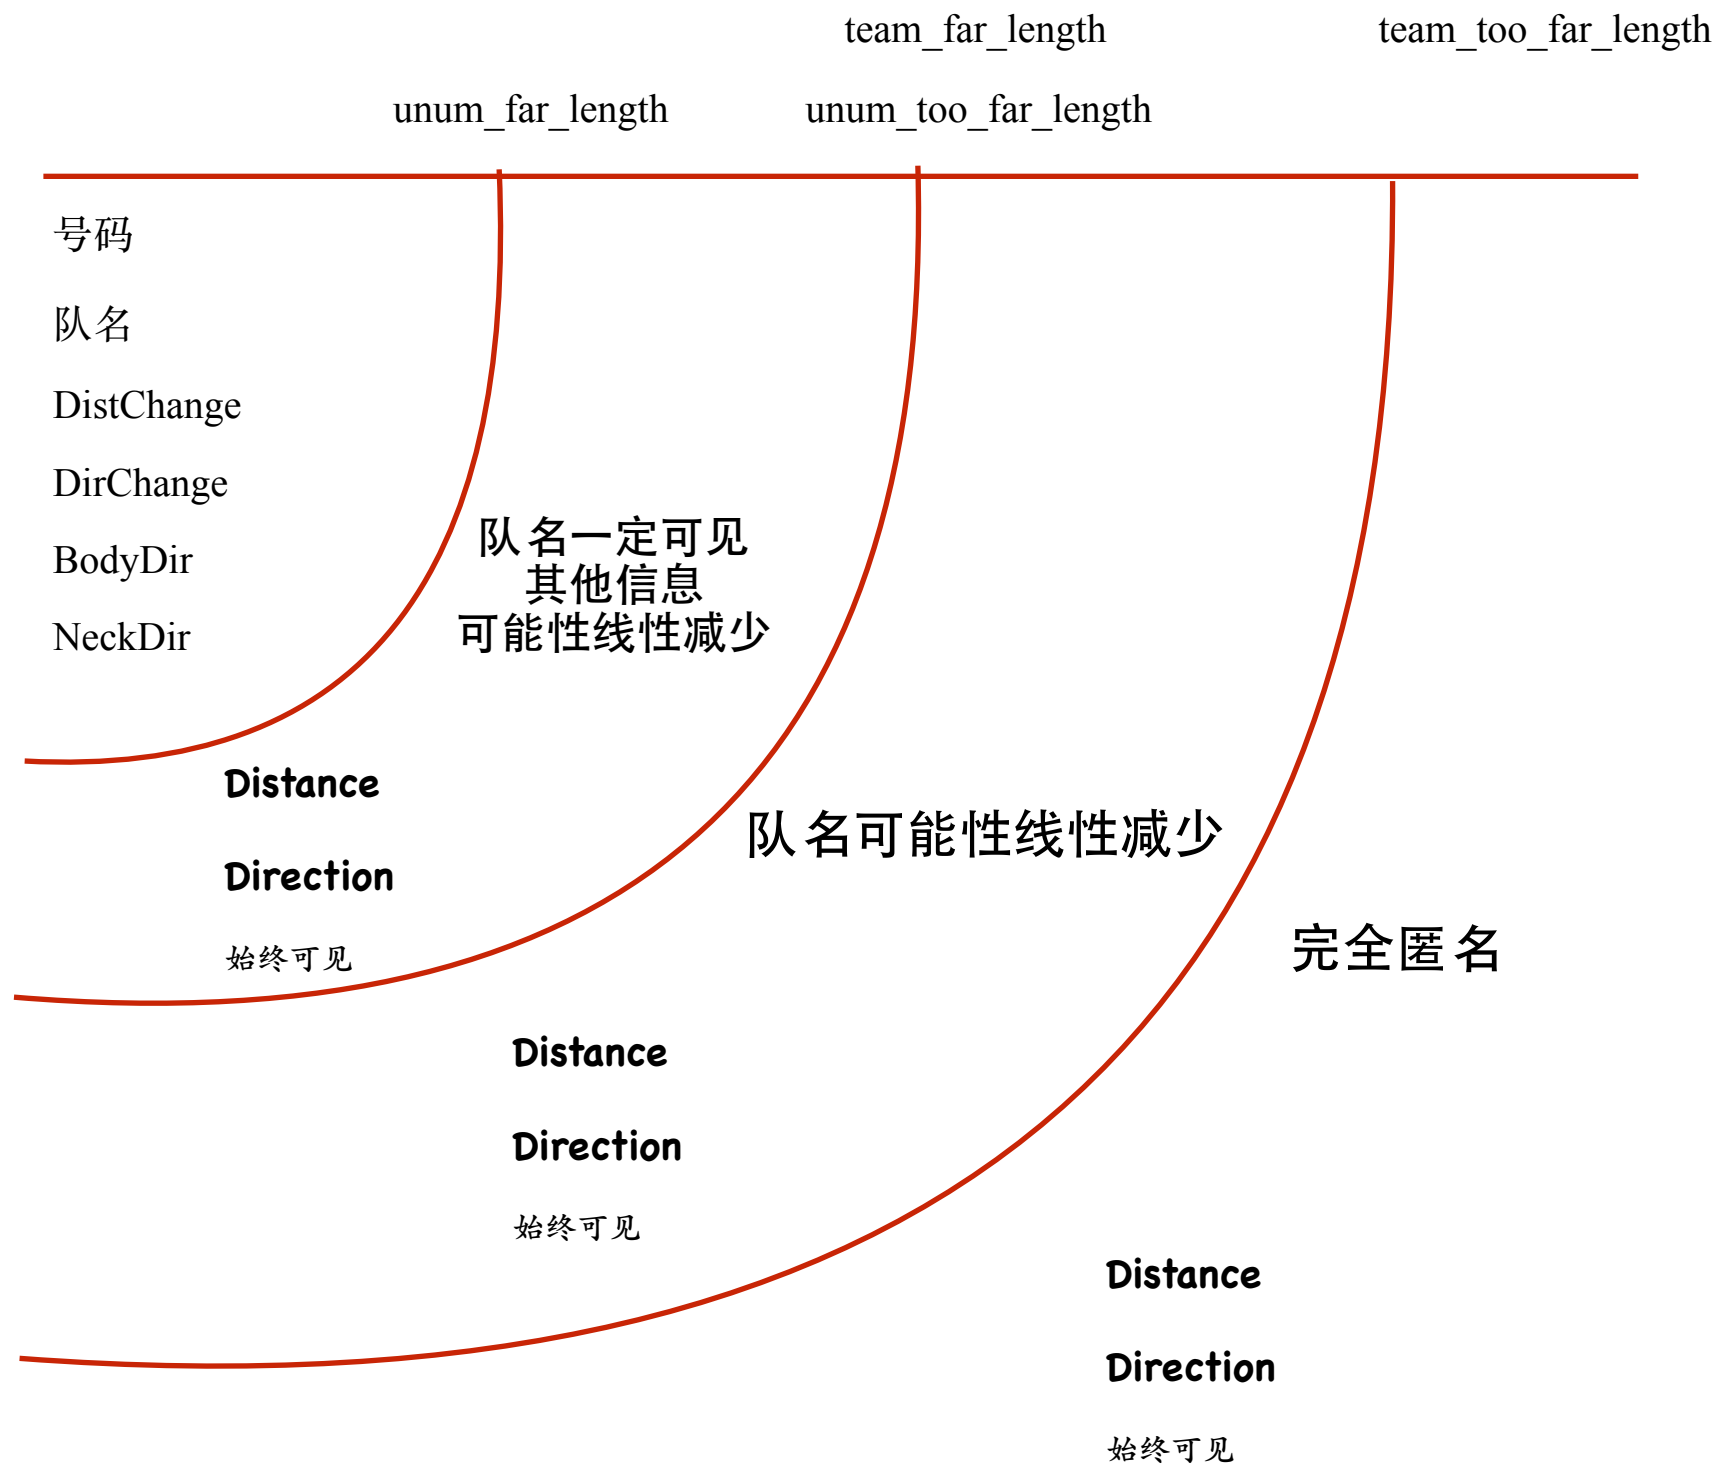 team_far_length
team_too_far_length
unum_far_length
unum_too_far_length
号码
队名
DistChange
DirChange
BodyDir
NeckDir
队名一定可见
其他信息
可能性线性减少
Distance
Direction
始终可见
队名可能性线性减少
完全匿名
Distance
Direction
始终可见
Distance
Direction
始终可见